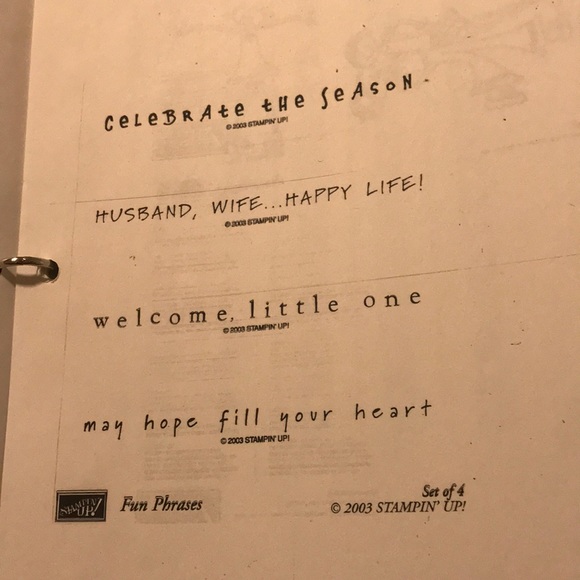 CeLeBRAte tHe SeASoN
© 2003 STAMPIN' UP!
HUSBAND, WIFE...HAPPY LIFE!
© 2003 STAMPIN' UP!
welcome, little one
© 2003 STAMPIN' UP!
may hope fill your heart
© 2003 STAMPIN' UP!
STAMPIN' UP!
Fun Phrases
Set of 4
© 2003 STAMPIN' UP!